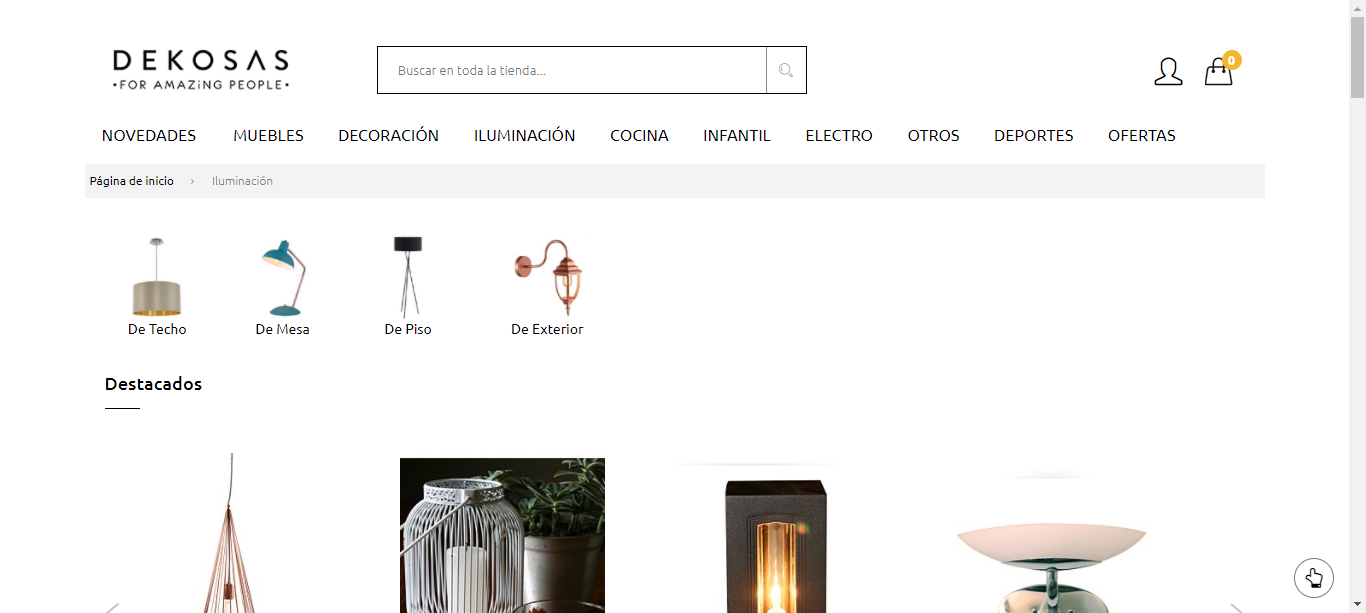 DEKOSAS
•FOR AMAZiNG PEOPLE•
Buscar en toda la tienda...
0
NOVEDADES MUEBLES DECORACIÓN ILUMINACIÓN COCINA INFANTIL ELECTRO OTROS DEPORTES OFERTAS
Página de inicio › Iluminación
De Techo De Mesa De Piso De Exterior
Destacados